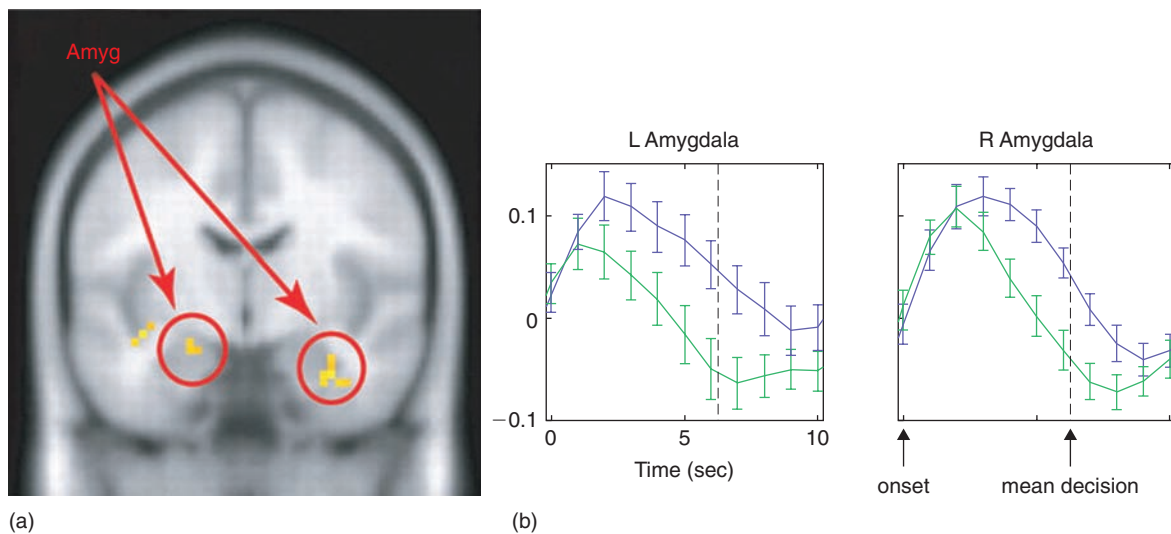 Amyg
L Amygdala
R Amygdala
0.1
0
−0.1
0
5
10
Time (sec)
onset
mean decision
(a)
(b)